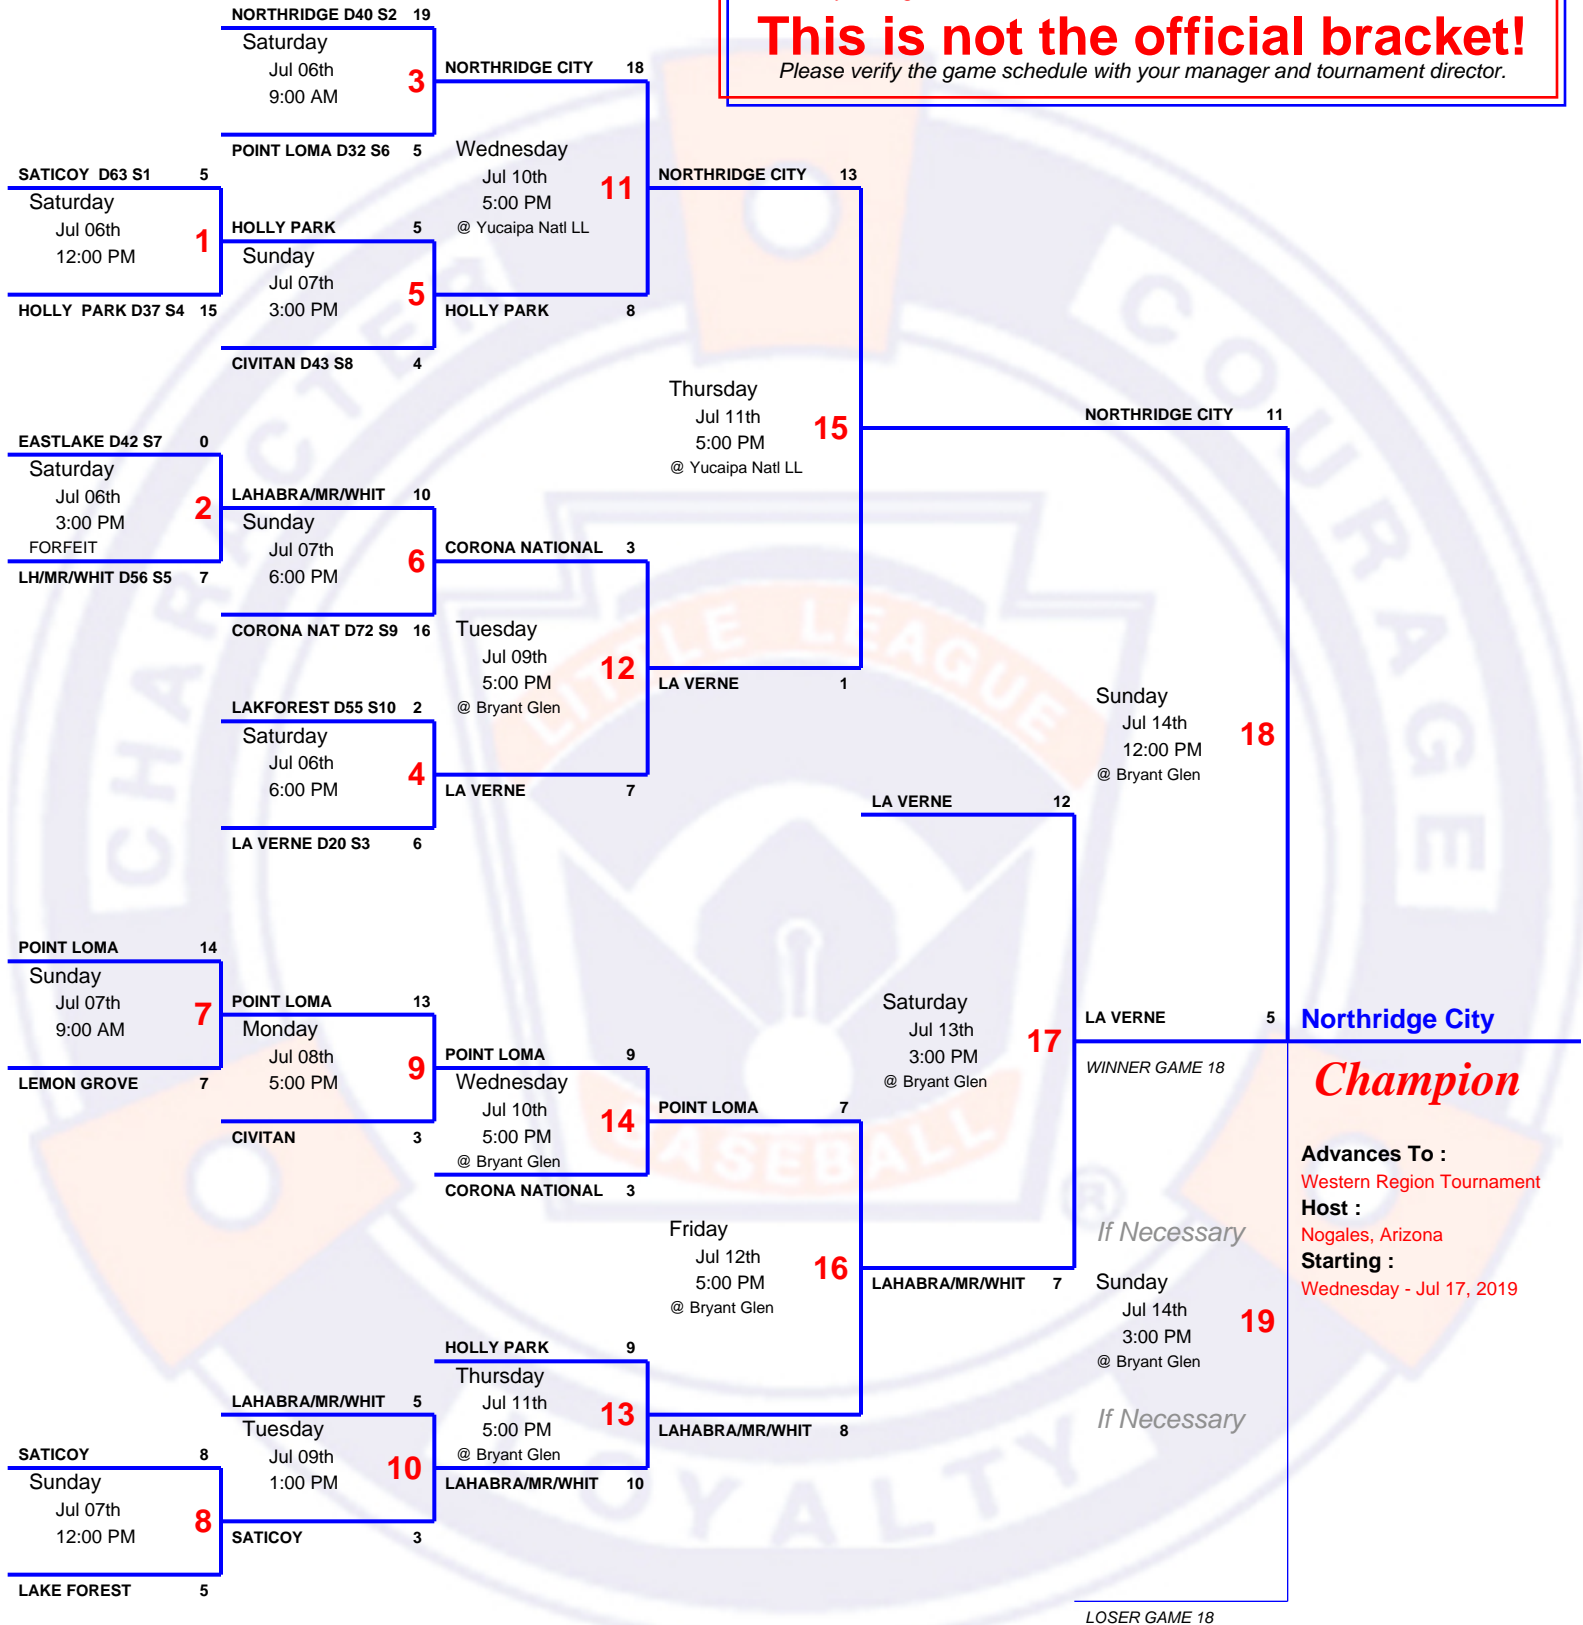 This is not the official bracket!
Please verify the game schedule with your manager and tournament director.
NORTHRIDGE D40 S2 19
Saturday
Jul 06th
9:00 AM
3
POINT LOMA D32 S6 5
NORTHRIDGE CITY 18
Wednesday
Jul 10th
5:00 PM
@ Yucaipa Natl LL
11
HOLLY PARK 8
SATICOY D63 S1 5
Saturday
Jul 06th
12:00 PM
1
HOLLY PARK D37 S4 15
HOLLY PARK 5
Sunday
Jul 07th
3:00 PM
5
CIVITAN D43 S8 4
NORTHRIDGE CITY 13
Thursday
Jul 11th
5:00 PM
@ Yucaipa Natl LL
15
LA VERNE 1
EASTLAKE D42 S7 0
Saturday
Jul 06th
3:00 PM
FORFEIT
2
LH/MR/WHIT D56 S5 7
LAHABRA/MR/WHIT 10
Sunday
Jul 07th
6:00 PM
6
CORONA NAT D72 S9 16
CORONA NATIONAL 3
Tuesday
Jul 09th
5:00 PM
@ Bryant Glen
12
LA VERNE 7
LAKFOREST D55 S10 2
Saturday
Jul 06th
6:00 PM
4
LA VERNE D20 S3 6
NORTHRIDGE CITY 11
Sunday
Jul 14th
12:00 PM
@ Bryant Glen
18
LA VERNE 5
WINNER GAME 18
LA VERNE 12
Saturday
Jul 13th
3:00 PM
@ Bryant Glen
17
LAHABRA/MR/WHIT 7
POINT LOMA 14
Sunday
Jul 07th
9:00 AM
7
LEMON GROVE 7
POINT LOMA 13
Monday
Jul 08th
5:00 PM
9
CIVITAN 3
POINT LOMA 9
Wednesday
Jul 10th
5:00 PM
@ Bryant Glen
14
CORONA NATIONAL 3
POINT LOMA 7
Friday
Jul 12th
5:00 PM
@ Bryant Glen
16
LAHABRA/MR/WHIT 8
HOLLY PARK 9
Thursday
Jul 11th
5:00 PM
@ Bryant Glen
13
LAHABRA/MR/WHIT 10
LAHABRA/MR/WHIT 5
Tuesday
Jul 09th
1:00 PM
10
SATICOY 3
SATICOY 8
Sunday
Jul 07th
12:00 PM
8
LAKE FOREST 5
If Necessary
Sunday
Jul 14th
3:00 PM
@ Bryant Glen
19
If Necessary
LOSER GAME 18
Northridge City
Champion
Advances To :
Western Region Tournament
Host :
Nogales, Arizona
Starting :
Wednesday - Jul 17, 2019
CHARACTER
COURAGE
LOYALTY
LITTLE LEAGUE
BASEBALL
®